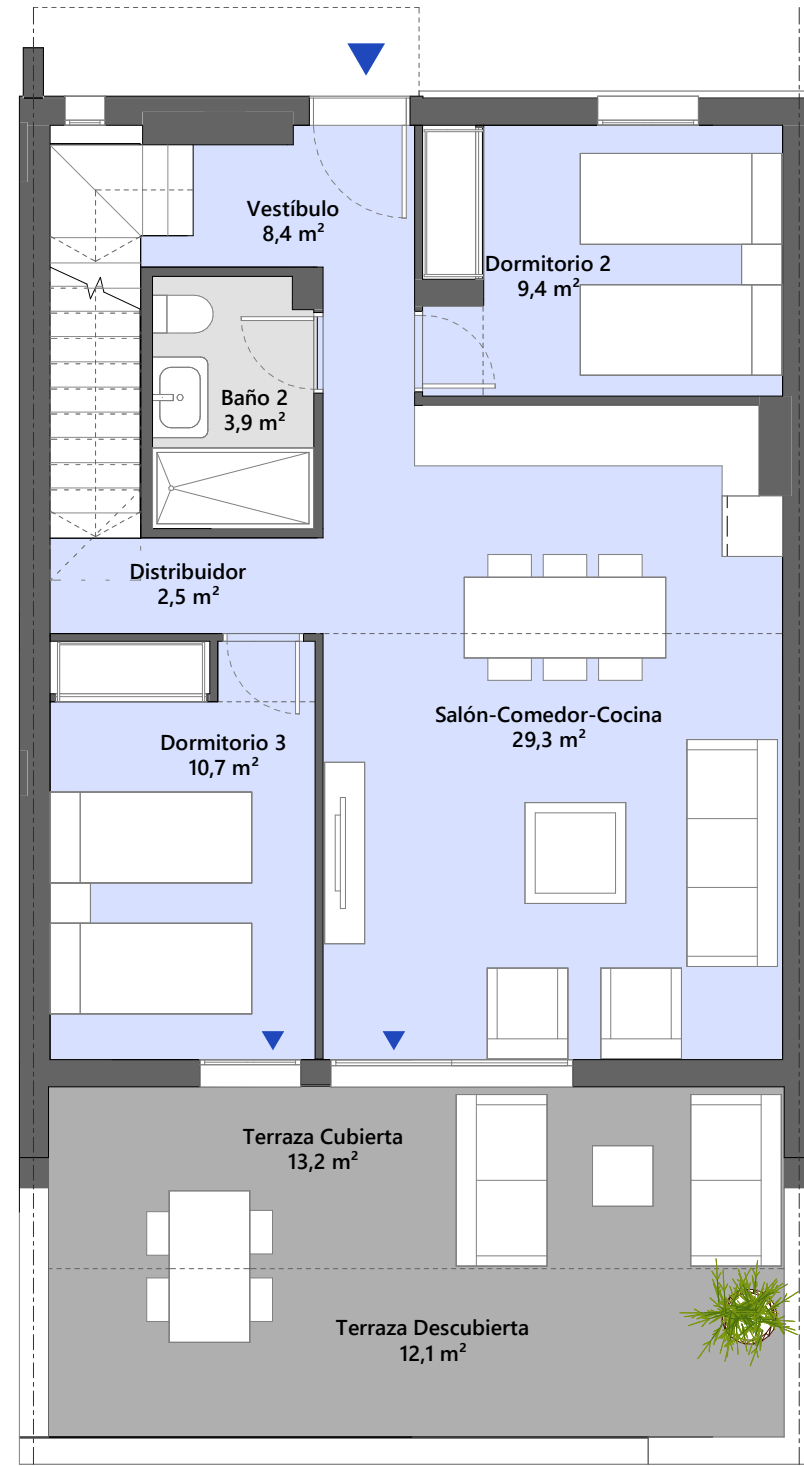 Vestíbulo
8,4 m²
Dormitorio 2
9,4 m²
Baño 2
3,9 m²
Distribuidor
2,5 m²
Salón-Comedor-Cocina
29,3 m²
Dormitorio 3
10,7 m²
Terraza Cubierta
13,2 m²
Terraza Descubierta
12,1 m²